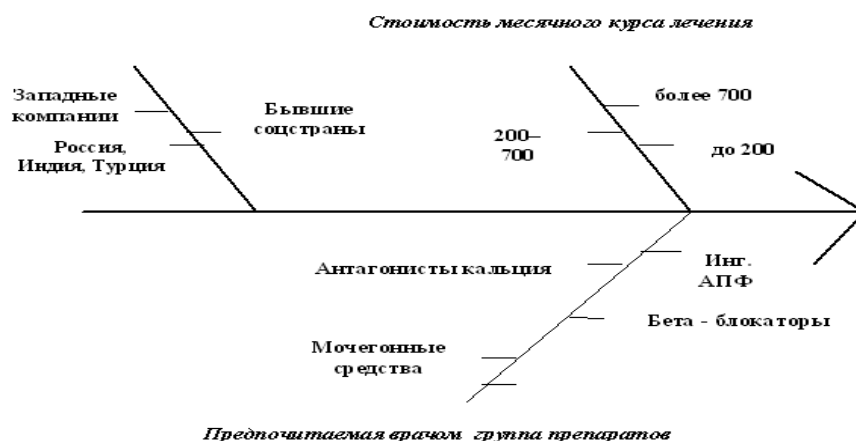 Стоимость месячного курса лечения
Западные
компании
Бывшие
соцстраны
Россия,
Индия, Турция
более 700
200–
700
до 200
Антагонисты кальция
Инг.
АПФ
Бета - блокаторы
Мочегонные
средства
Предпочитаемая врачом группа препаратов